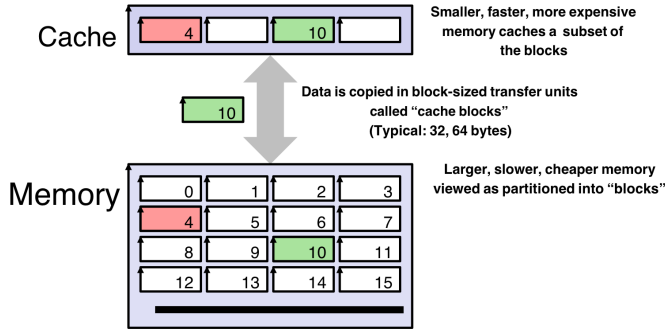 Cache
4
10
Smaller, faster, more expensive
memory caches a subset of
the blocks
10
Data is copied in block-sized transfer units
called “cache blocks”
(Typical: 32, 64 bytes)
Memory
0 1 2 3
4 5 6 7
8 9 10 11
12 13 14 15
Larger, slower, cheaper memory
viewed as partitioned into “blocks”